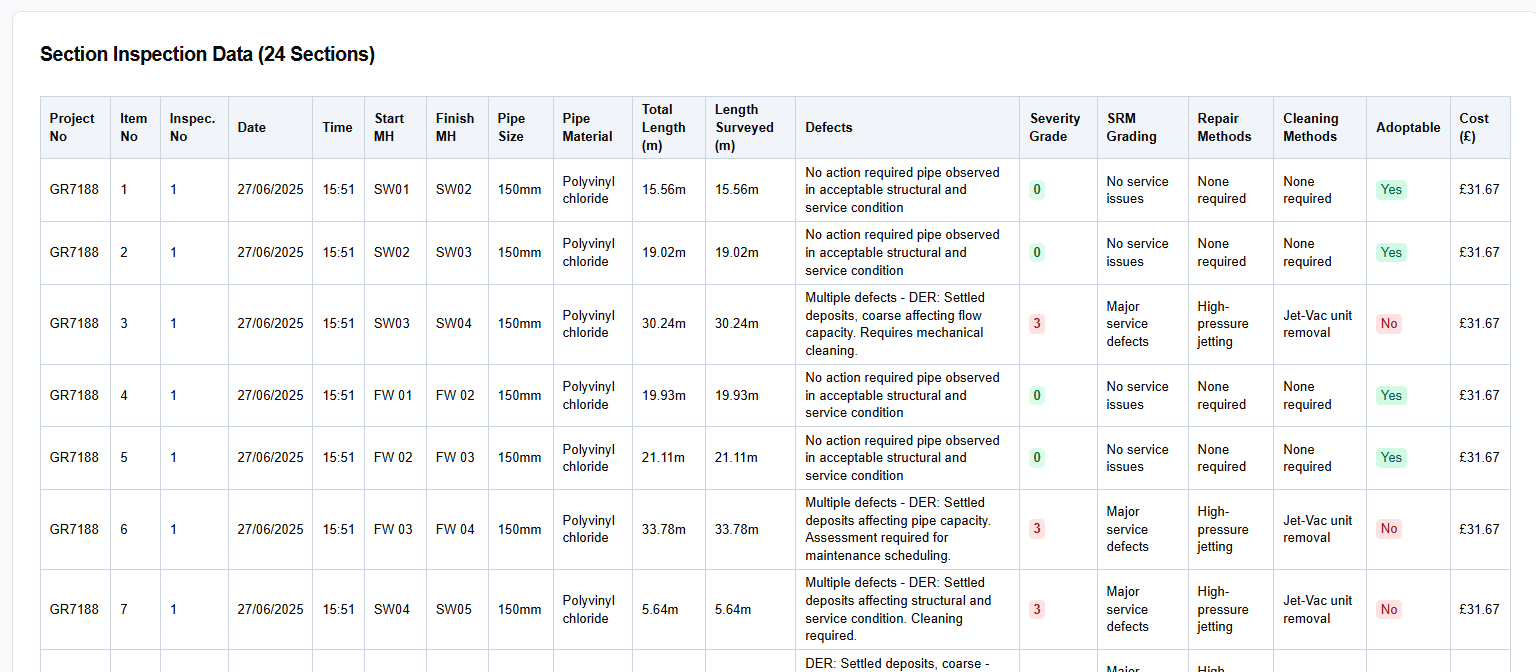 Section Inspection Data (24 Sections)
Project No | Item No | Inspec. No | Date | Time | Start MH | Finish MH | Pipe Size | Pipe Material | Total Length (m) | Length Surveyed (m) | Defects | Severity Grade | SRM Grading | Repair Methods | Cleaning Methods | Adoptable | Cost (£)
GR7188 | 1 | 1 | 27/06/2025 | 15:51 | SW01 | SW02 | 150mm | Polyvinyl chloride | 15.56m | 15.56m | No action required pipe observed in acceptable structural and service condition | 0 | No service issues | None required | None required | Yes | £31.67
GR7188 | 2 | 1 | 27/06/2025 | 15:51 | SW02 | SW03 | 150mm | Polyvinyl chloride | 19.02m | 19.02m | No action required pipe observed in acceptable structural and service condition | 0 | No service issues | None required | None required | Yes | £31.67
GR7188 | 3 | 1 | 27/06/2025 | 15:51 | SW03 | SW04 | 150mm | Polyvinyl chloride | 30.24m | 30.24m | Multiple defects - DER: Settled deposits, coarse affecting flow capacity. Requires mechanical cleaning. | 3 | Major service defects | High-pressure jetting | Jet-Vac unit removal | No | £31.67
GR7188 | 4 | 1 | 27/06/2025 | 15:51 | FW 01 | FW 02 | 150mm | Polyvinyl chloride | 19.93m | 19.93m | No action required pipe observed in acceptable structural and service condition | 0 | No service issues | None required | None required | Yes | £31.67
GR7188 | 5 | 1 | 27/06/2025 | 15:51 | FW 02 | FW 03 | 150mm | Polyvinyl chloride | 21.11m | 21.11m | No action required pipe observed in acceptable structural and service condition | 0 | No service issues | None required | None required | Yes | £31.67
GR7188 | 6 | 1 | 27/06/2025 | 15:51 | FW 03 | FW 04 | 150mm | Polyvinyl chloride | 33.78m | 33.78m | Multiple defects - DER: Settled deposits affecting pipe capacity. Assessment required for maintenance scheduling. | 3 | Major service defects | High-pressure jetting | Jet-Vac unit removal | No | £31.67
GR7188 | 7 | 1 | 27/06/2025 | 15:51 | SW04 | SW05 | 150mm | Polyvinyl chloride | 5.64m | 5.64m | Multiple defects - DER: Settled deposits affecting structural and service condition. Cleaning required. | 3 | Major service defects | High-pressure jetting | Jet-Vac unit removal | No | £31.67
DER: Settled deposits, coarse -